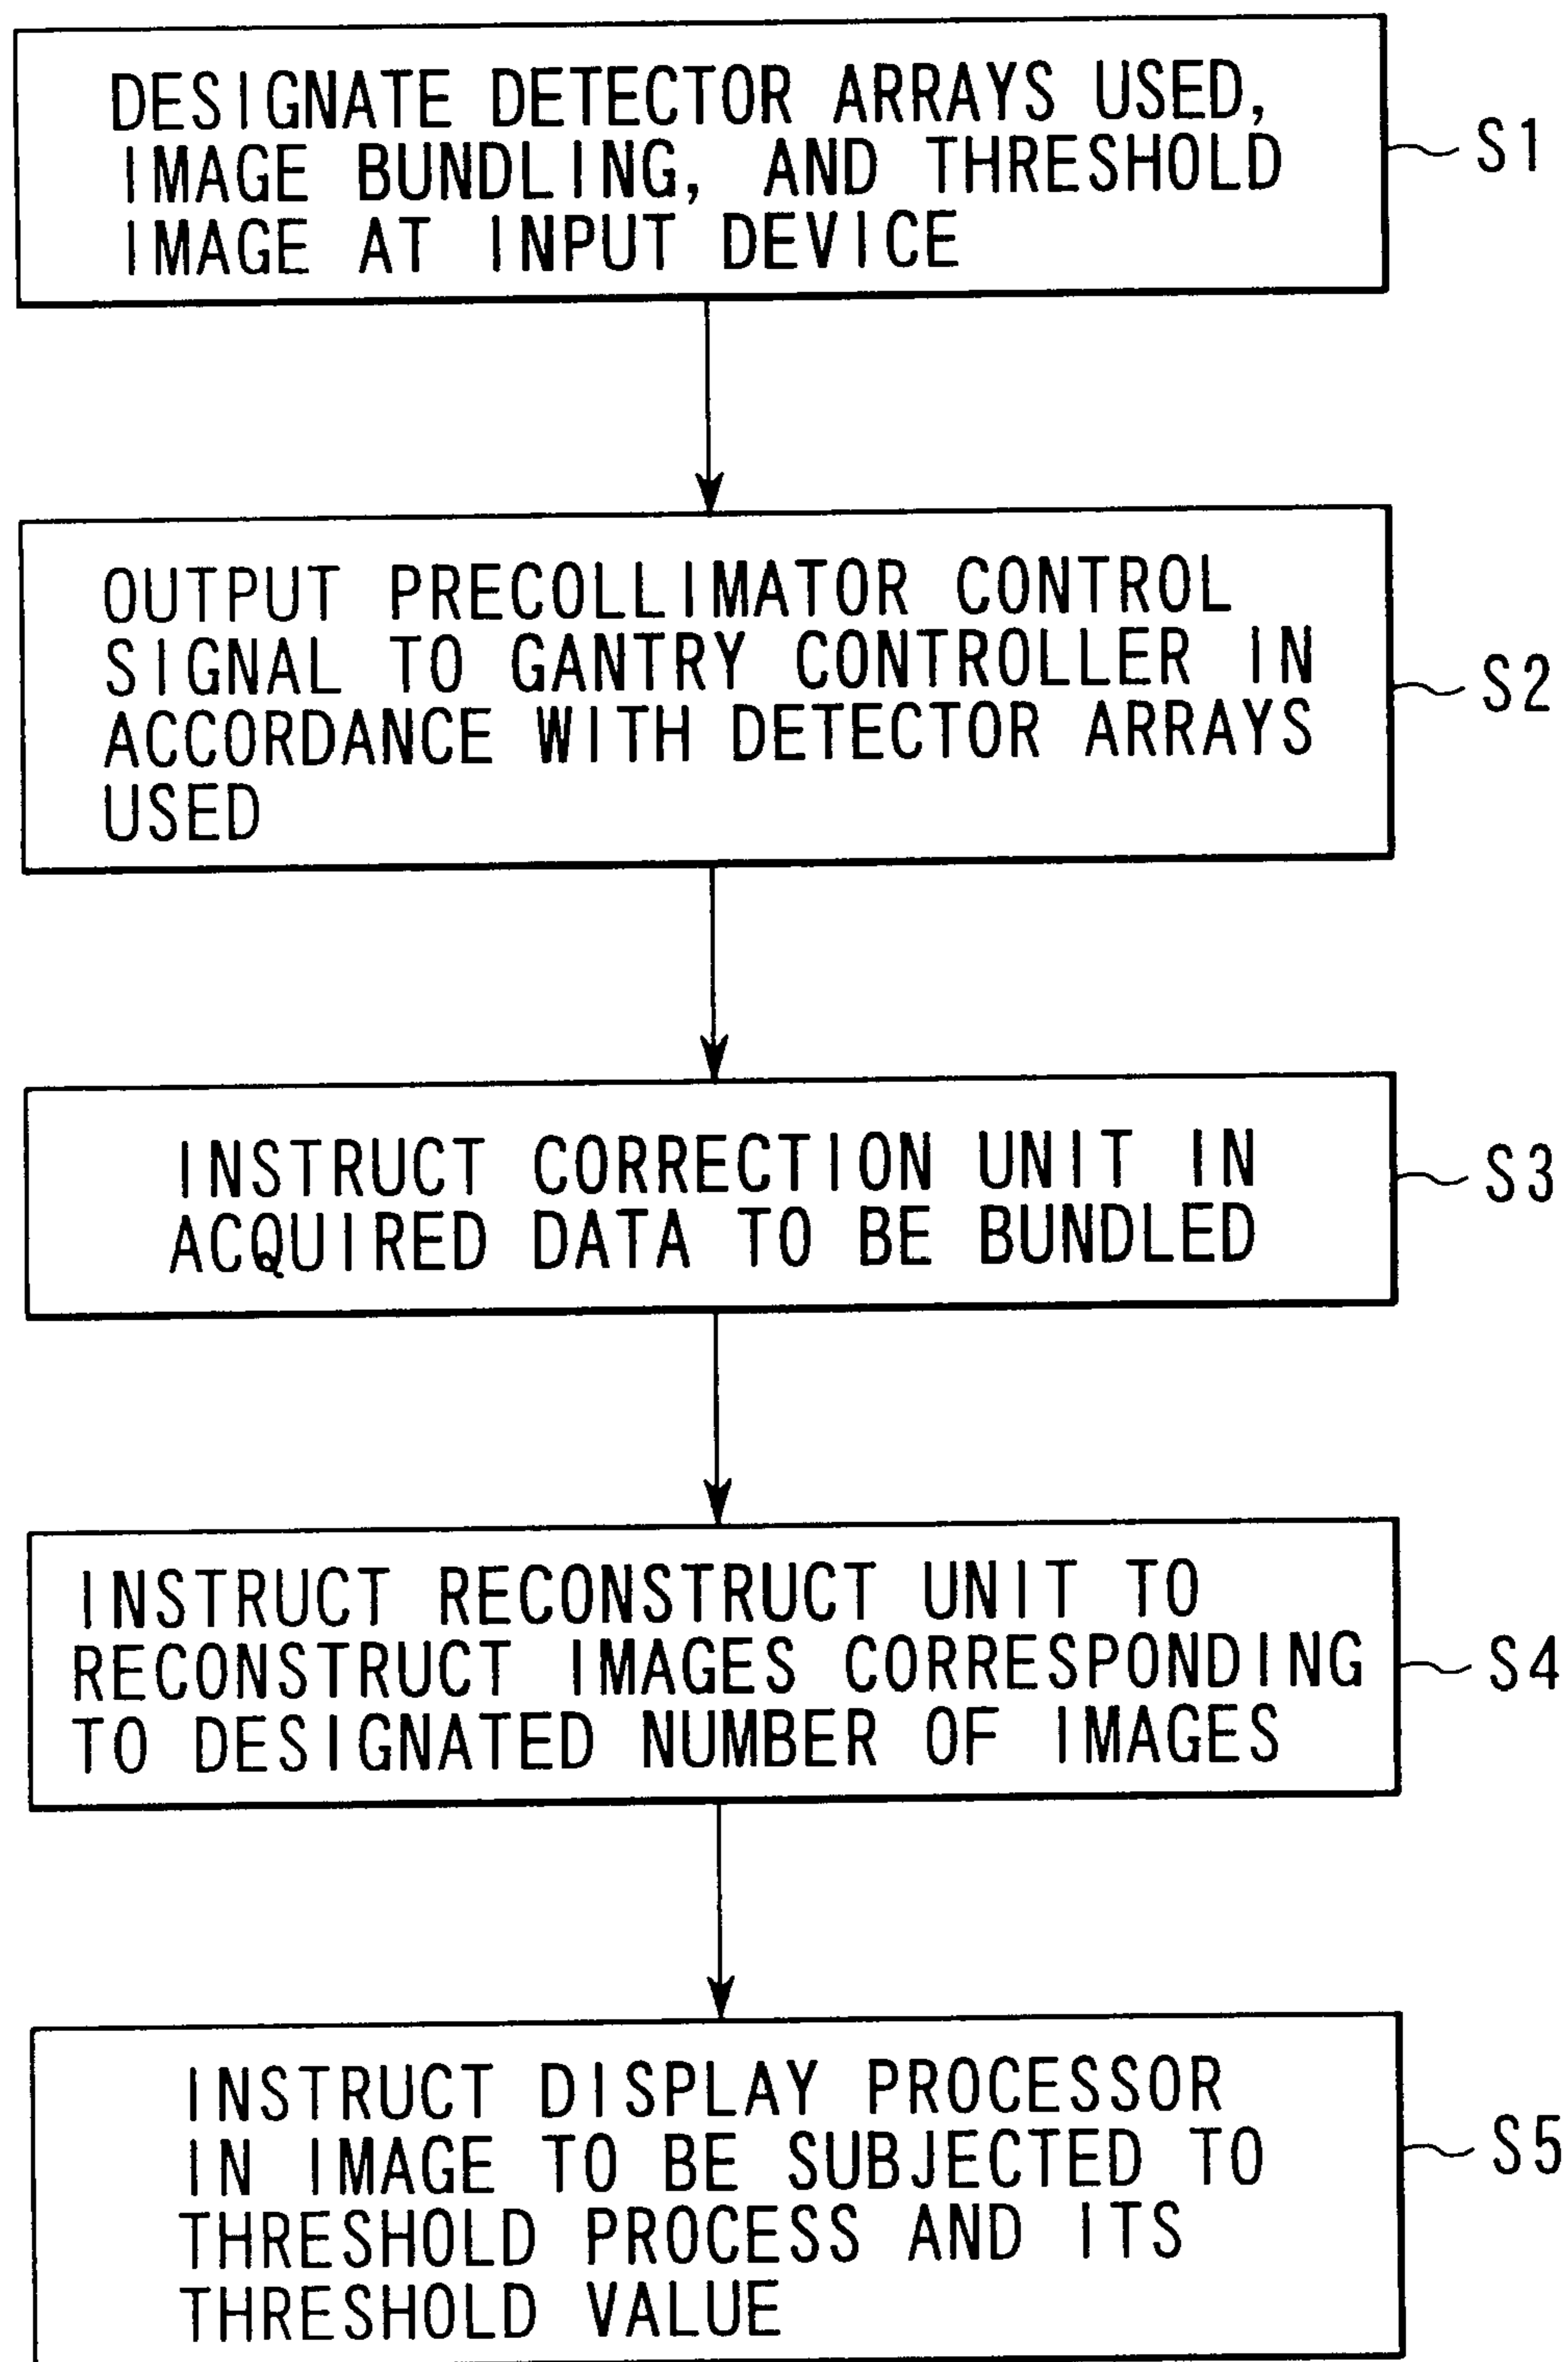 DESIGNATE DETECTOR ARRAYS USED,
IMAGE BUNDLING, AND THRESHOLD
IMAGE AT INPUT DEVICE
S1
OUTPUT PRECOLLIMATOR CONTROL
SIGNAL TO GANTRY CONTROLLER IN
ACCORDANCE WITH DETECTOR ARRAYS
USED
S2
INSTRUCT CORRECTION UNIT IN
ACQUIRED DATA TO BE BUNDLED
S3
INSTRUCT RECONSTRUCT UNIT TO
RECONSTRUCT IMAGES CORRESPONDING
TO DESIGNATED NUMBER OF IMAGES
S4
INSTRUCT DISPLAY PROCESSOR
IN IMAGE TO BE SUBJECTED TO
THRESHOLD PROCESS AND ITS
THRESHOLD VALUE
S5